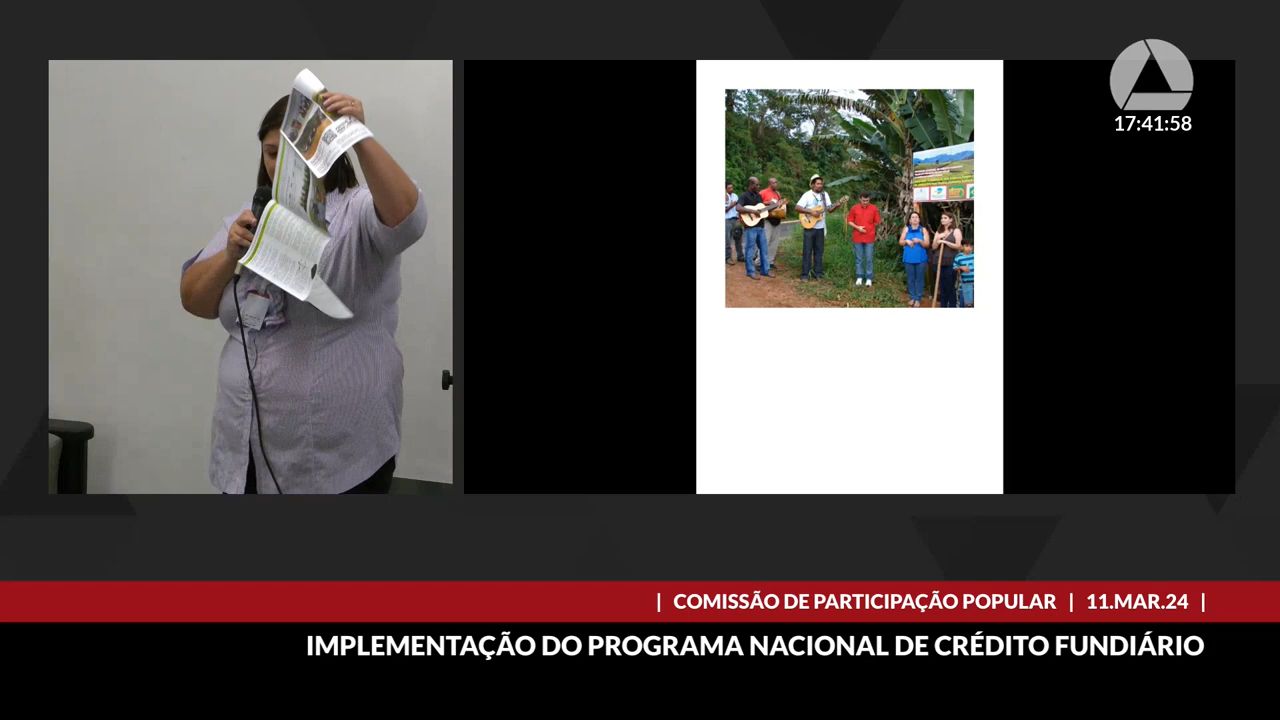 17:41:58
| COMISSÃO DE PARTICIPAÇÃO POPULAR | 11.MAR.24 |
IMPLEMENTAÇÃO DO PROGRAMA NACIONAL DE CRÉDITO FUNDIÁRIO